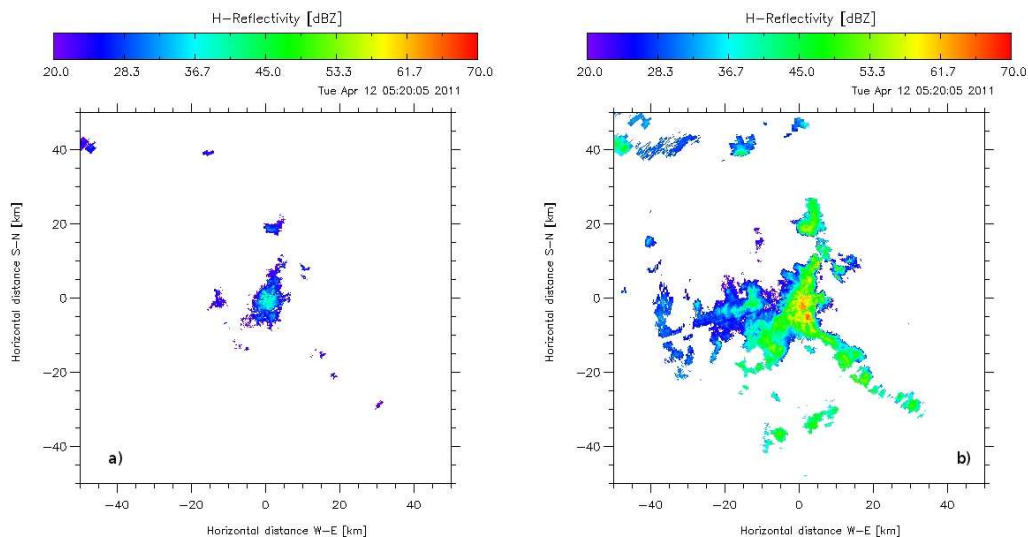 H-Reflectivity [dBZ]
20.0 28.3 36.7 45.0 53.3 61.7 70.0
Tue Apr 12 05:20:05 2011
40
20
0
-20
-40
Horizontal distance S-N [km]
a)
-40 -20 0 20 40
Horizontal distance W-E [km]
H-Reflectivity [dBZ]
20.0 28.3 36.7 45.0 53.3 61.7 70.0
Tue Apr 12 05:20:05 2011
40
20
0
-20
-40
Horizontal distance S-N [km]
b)
-40 -20 0 20 40
Horizontal distance W-E [km]